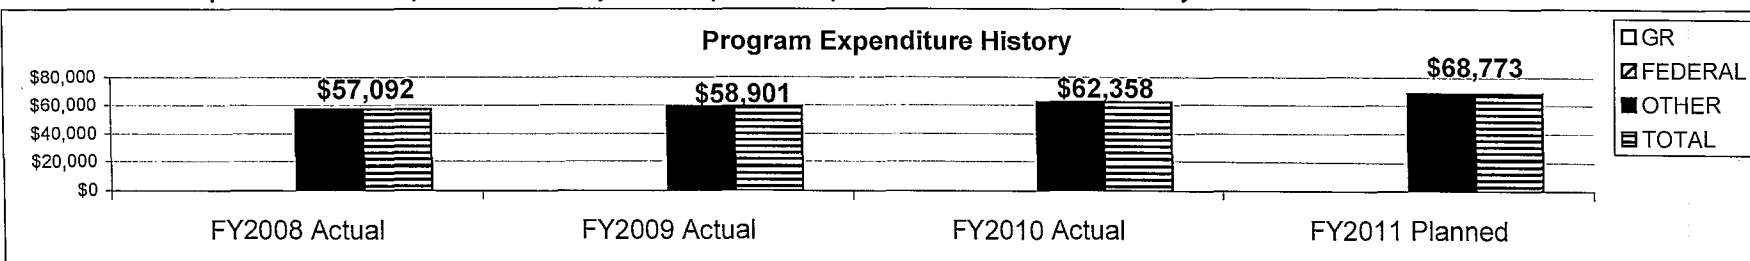 Program Expenditure History
GR
FEDERAL
OTHER
TOTAL
$80,000
$60,000
$40,000
$20,000
$0
$57,092
$58,901
$62,358
$68,773
FY2008 Actual
FY2009 Actual
FY2010 Actual
FY2011 Planned